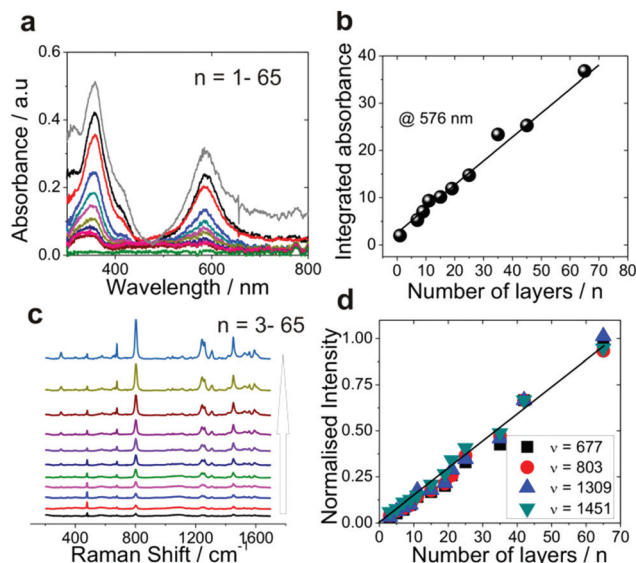 a
n = 1- 65
Absorbance / a.u
0.6
0.4
0.2
0.0
400
600
800
Wavelength / nm
b
@ 576 nm
Integrated absorbance
40
30
20
10
0
0
10
20
30
40
50
60
70
80
Number of layers / n
c
n = 3- 65
400
800
1200
1600
Raman Shift / cm⁻¹
d
Normalised Intensity
1.00
0.75
0.50
0.25
0.00
ν = 677
ν = 803
ν = 1309
ν = 1451
0
10
20
30
40
50
60
70
Number of layers / n